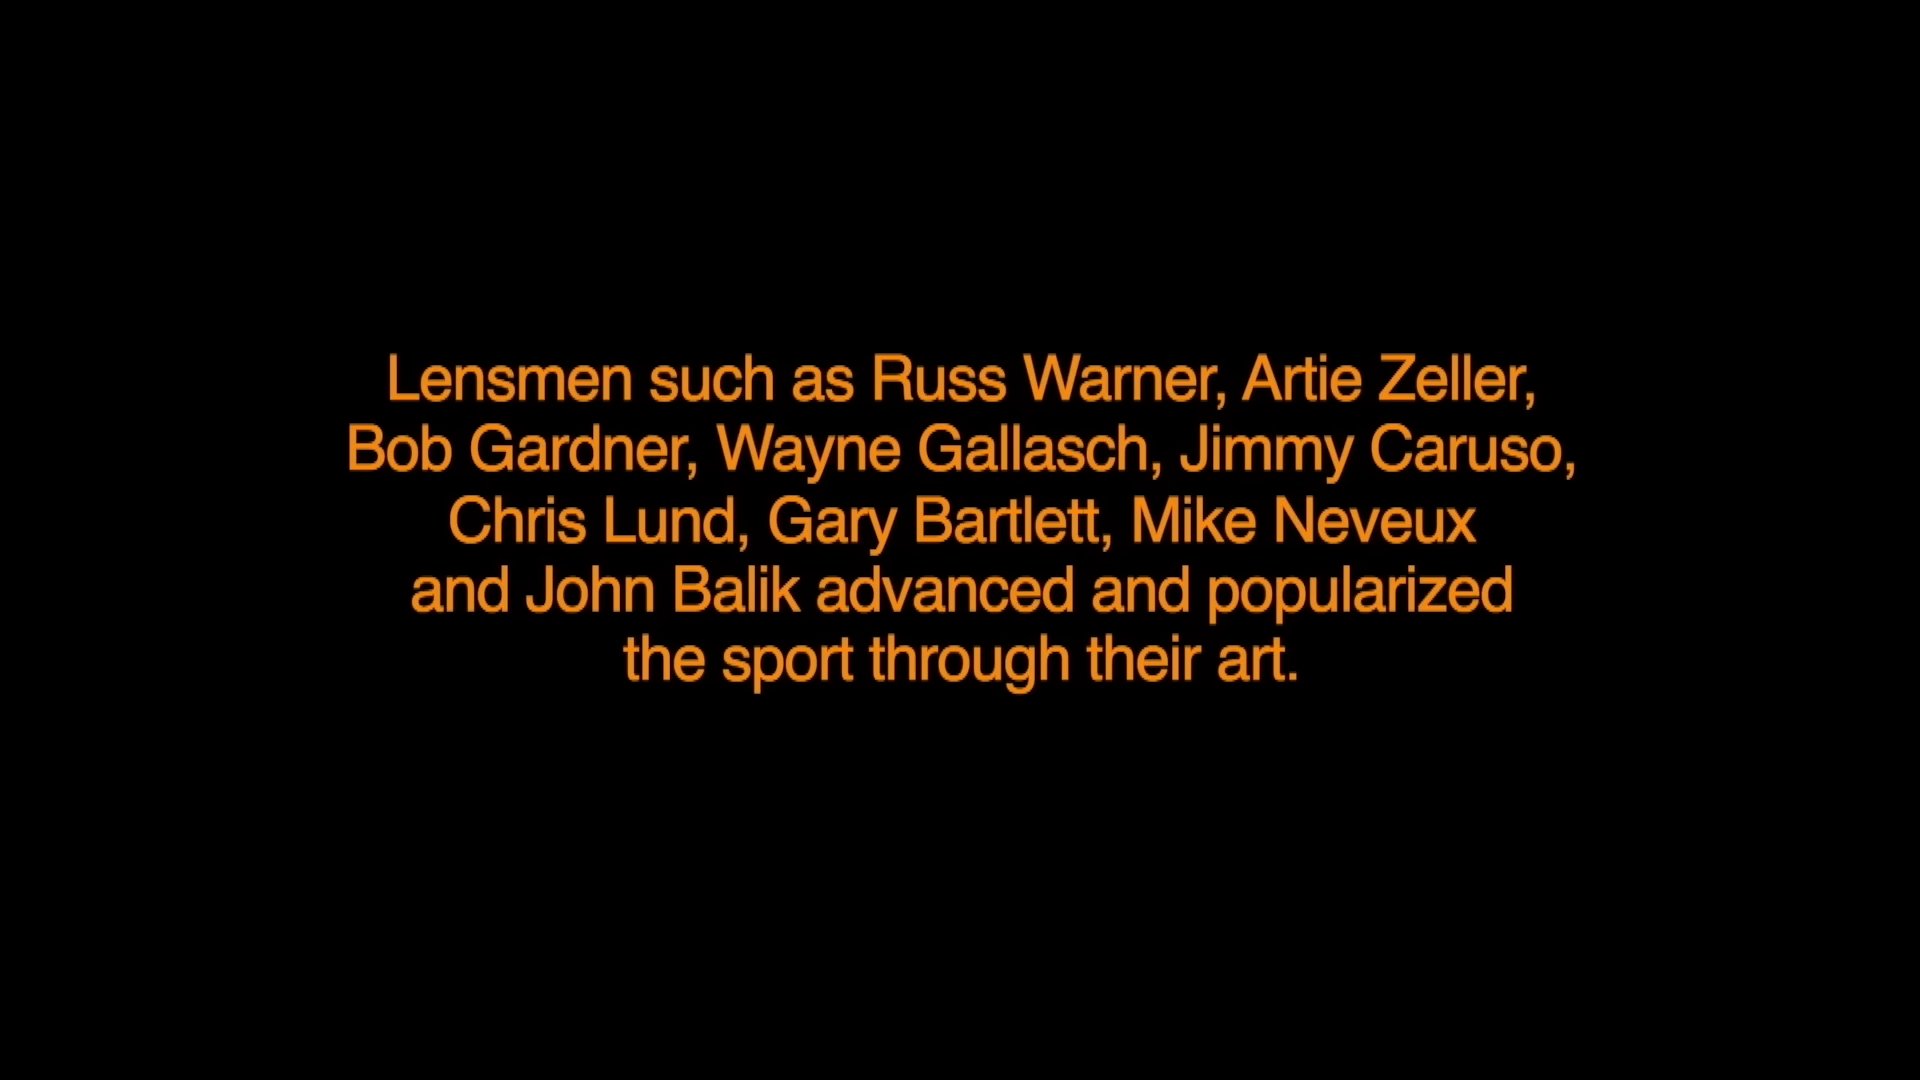 Lensmen such as Russ Warner, Artie Zeller,
Bob Gardner, Wayne Gallasch, Jimmy Caruso,
Chris Lund, Gary Bartlett, Mike Neveux
and John Balik advanced and popularized
the sport through their art.